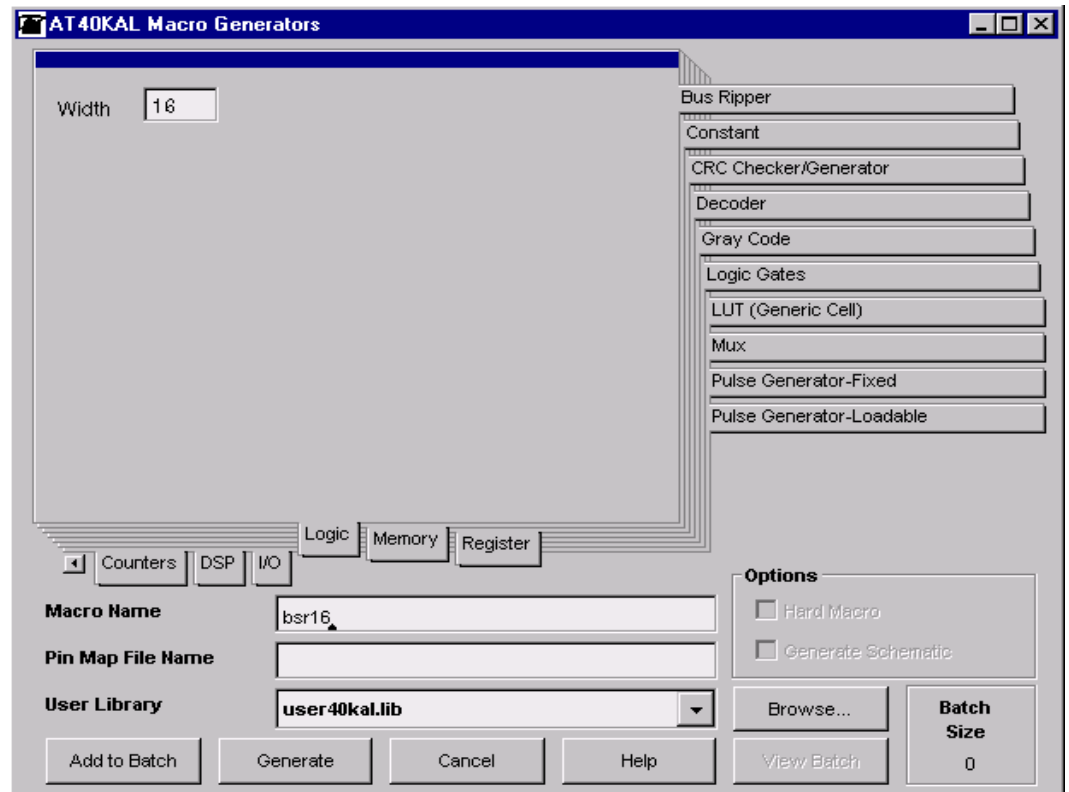 AT40KAL Macro Generators
Width 16
Bus Ripper
Constant
CRC Checker/Generator
Decoder
Gray Code
Logic Gates
LUT (Generic Cell)
Mux
Pulse Generator-Fixed
Pulse Generator-Loadable
Counters DSP I/O Logic Memory Register
Macro Name bsr16
Pin Map File Name
User Library user40kal.lib
Options
Hard Macro
Generate Schematic
Browse...
Batch
Size
Add to Batch Generate Cancel Help View Batch 0